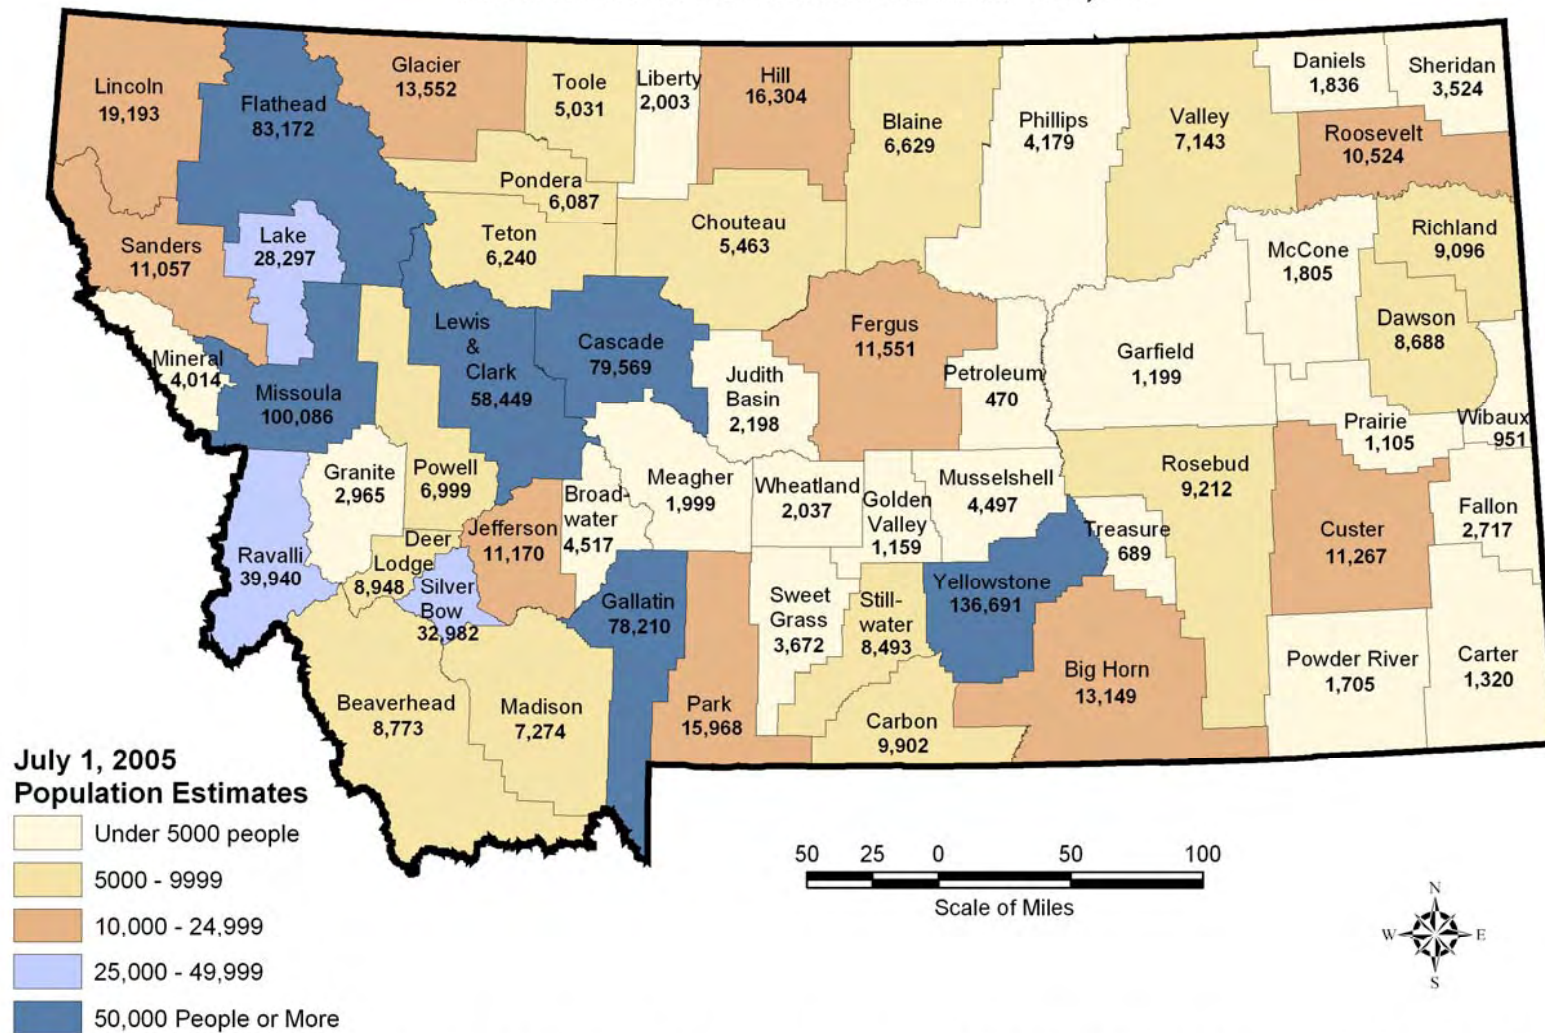 Lincoln
19,193
Flathead
83,172
Glacier
13,552
Toole
5,031
Liberty
2,003
Hill
16,304
Blaine
6,629
Phillips
4,179
Valley
7,143
Daniels
1,836
Sheridan
3,524
Roosevelt
10,524
Pondera
6,087
Teton
6,240
Chouteau
5,463
Sanders
11,057
Lake
28,297
McCone
1,805
Richland
9,096
Dawson
8,688
Mineral
4,014
Missoula
100,086
Lewis
&
Clark
58,449
Cascade
79,569
Judith
Basin
2,198
Fergus
11,551
Petroleum
470
Garfield
1,199
Prairie
1,105
Wibaux
951
Granite
2,965
Powell
6,999
Meagher
1,999
Wheatland
2,037
Golden
Valley
1,159
Musselshell
4,497
Rosebud
9,212
Treasure
689
Custer
11,267
Fallon
2,717
Ravalli
39,940
Deer
Lodge
8,948
Silver
Bow
32,982
Jefferson
11,170
Broad-
water
4,517
Gallatin
78,210
Sweet
Grass
3,672
Still-
water
8,493
Yellowstone
136,691
Beaverhead
8,773
Madison
7,274
Park
15,968
Carbon
9,902
Big Horn
13,149
Powder River
1,705
Carter
1,320
July 1, 2005
Population Estimates
Under 5000 people
5000 - 9999
10,000 - 24,999
25,000 - 49,999
50,000 People or More
50 25 0 50 100
Scale of Miles
N
W E
S